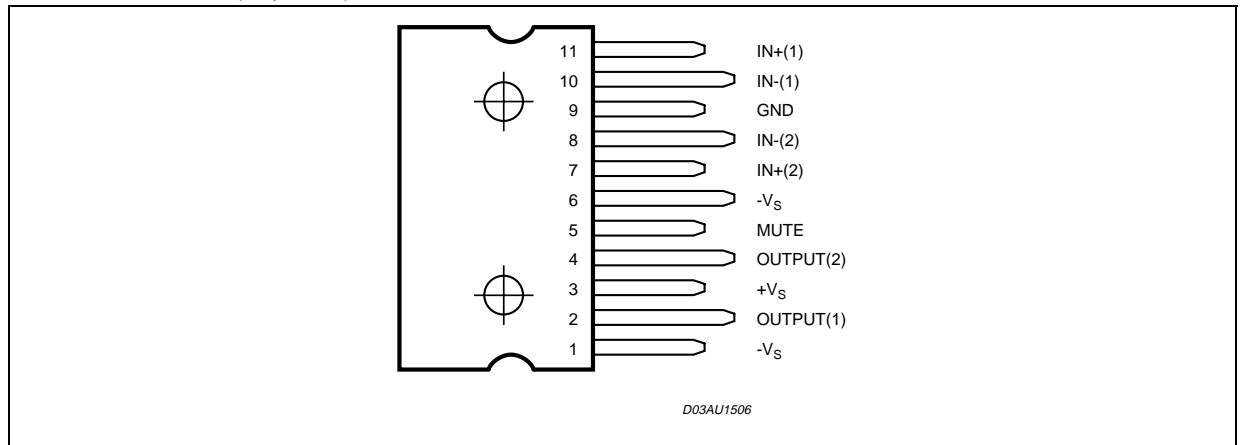 11 IN+(1)
10 IN-(1)
9 GND
8 IN-(2)
7 IN+(2)
6 -VS
5 MUTE
4 OUTPUT(2)
3 +VS
2 OUTPUT(1)
1 -VS
D03AU1506